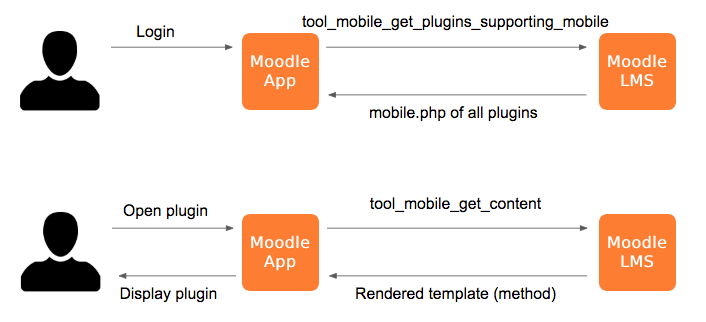 Login
tool_mobile_get_plugins_supporting_mobile
Moodle
App
Moodle
LMS
mobile.php of all plugins
Open plugin
tool_mobile_get_content
Moodle
App
Moodle
LMS
Display plugin
Rendered template (method)